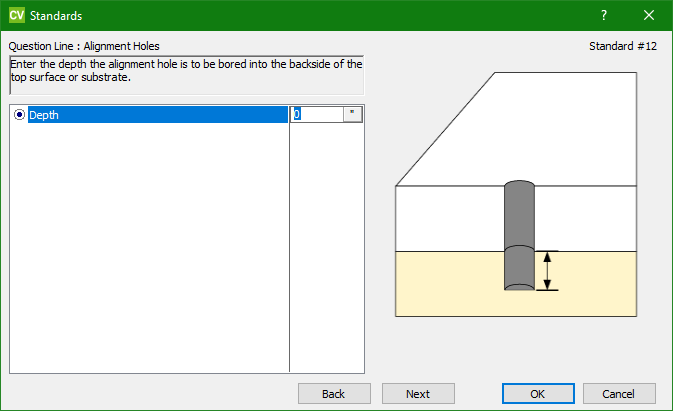 CV Standards ?
Question Line : Alignment Holes
Standard #12
Enter the depth the alignment hole is to be bored into the backside of the
top surface or substrate.
Depth 0 "
Back Next OK Cancel